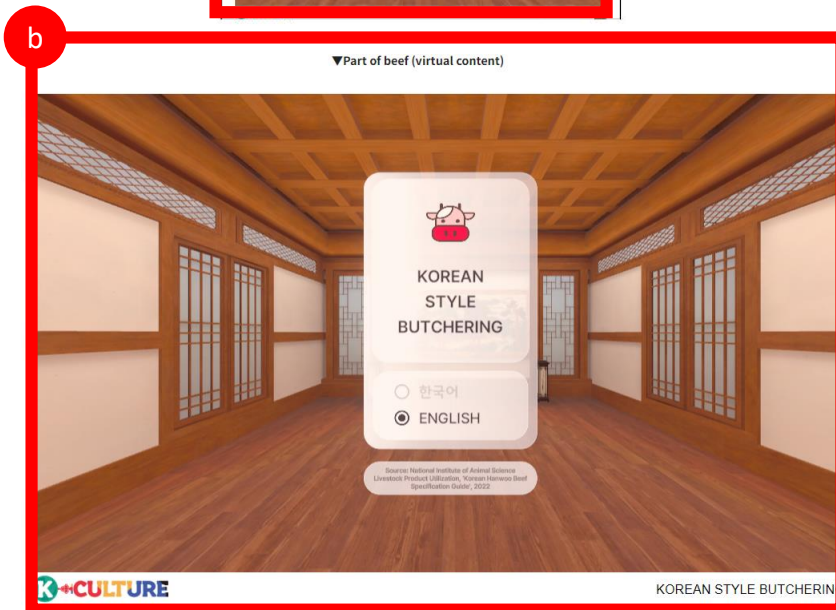 b
▼Part of beef (virtual content)
KOREAN
STYLE
BUTCHERING
한국어
ENGLISH
Source: National Institute of Animal Science
Livestock Product Utilization, 'Korean Hanwoo Beef
Specification Guide', 2022
K CULTURE
KOREAN STYLE BUTCHERIN